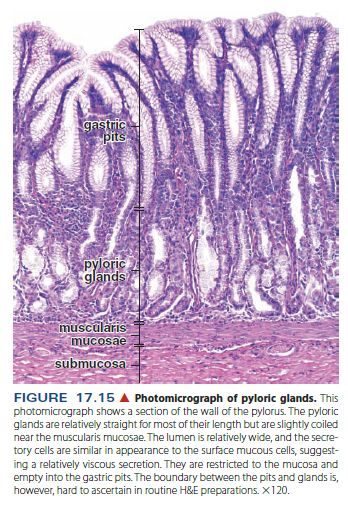 gastric
pits
pyloric
glands
muscularis
mucosae
submucosa
FIGURE 17.15 ▲ Photomicrograph of pyloric glands. This
photomicrograph shows a section of the wall of the pylorus. The pyloric
glands are relatively straight for most of their length but are slightly coiled
near the muscularis mucosae. The lumen is relatively wide, and the secre-
tory cells are similar in appearance to the surface mucous cells, suggest-
ing a relatively viscous secretion. They are restricted to the mucosa and
empty into the gastric pits. The boundary between the pits and glands is,
however, hard to ascertain in routine H&E preparations. ×120.